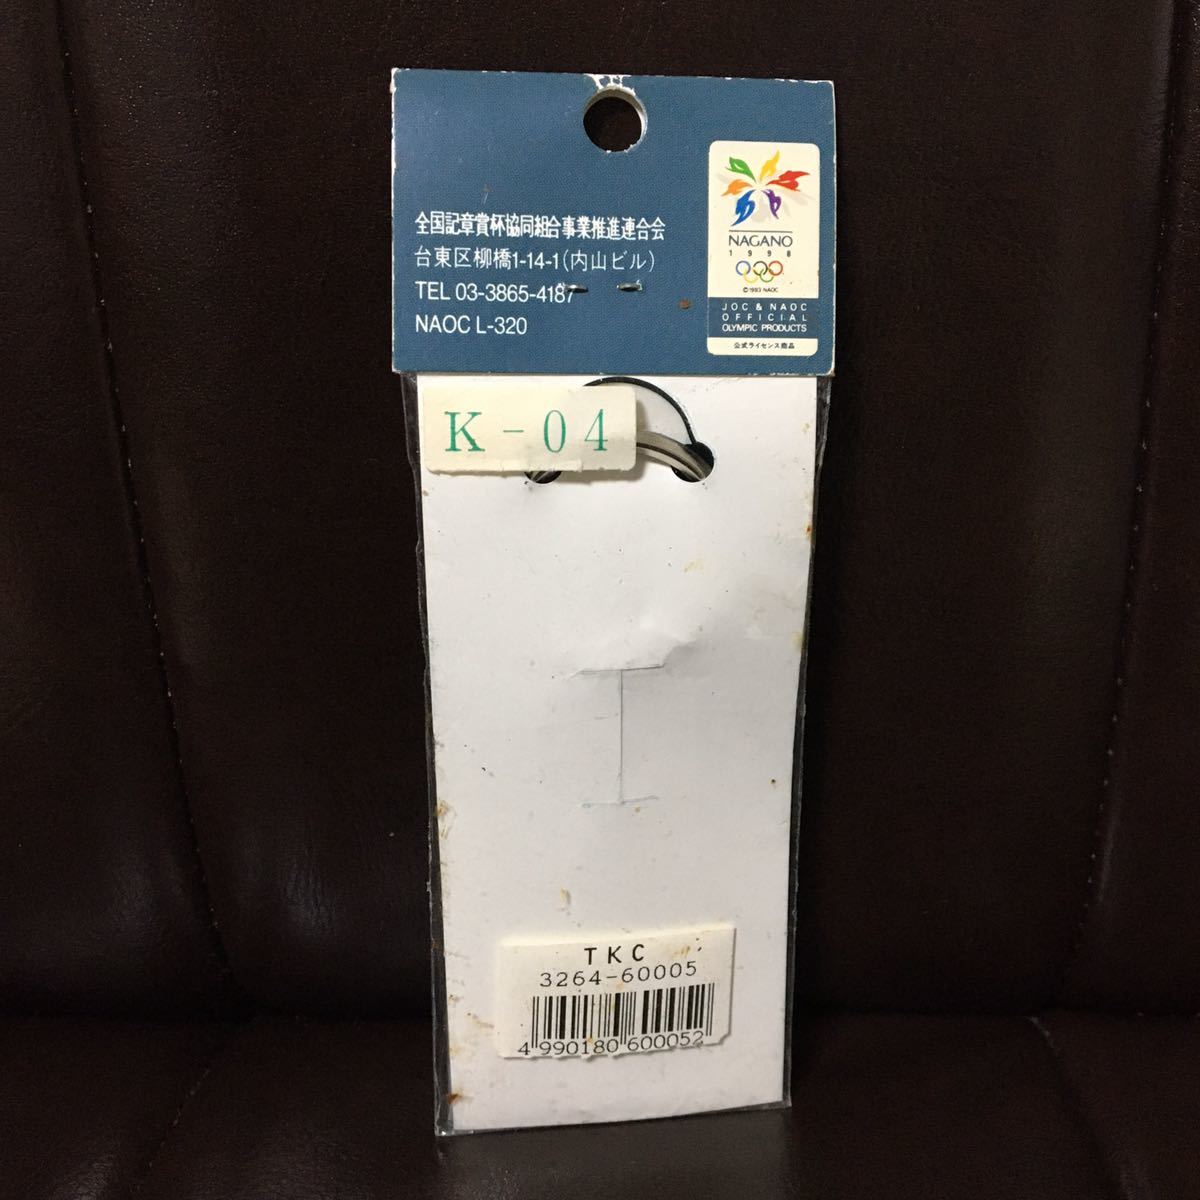 全国記章賞杯協同組合事業推進連合会
台東区柳橋1-14-1(内山ビル)
TEL 03-3865-4187
NAOC L-320
NAGANO
1998
©1993 NAOC
JOC & NAOC
OFFICIAL
OLYMPIC PRODUCTS
公式ライセンス商品
K-04
TKC
3264-60005
4 990180 600052